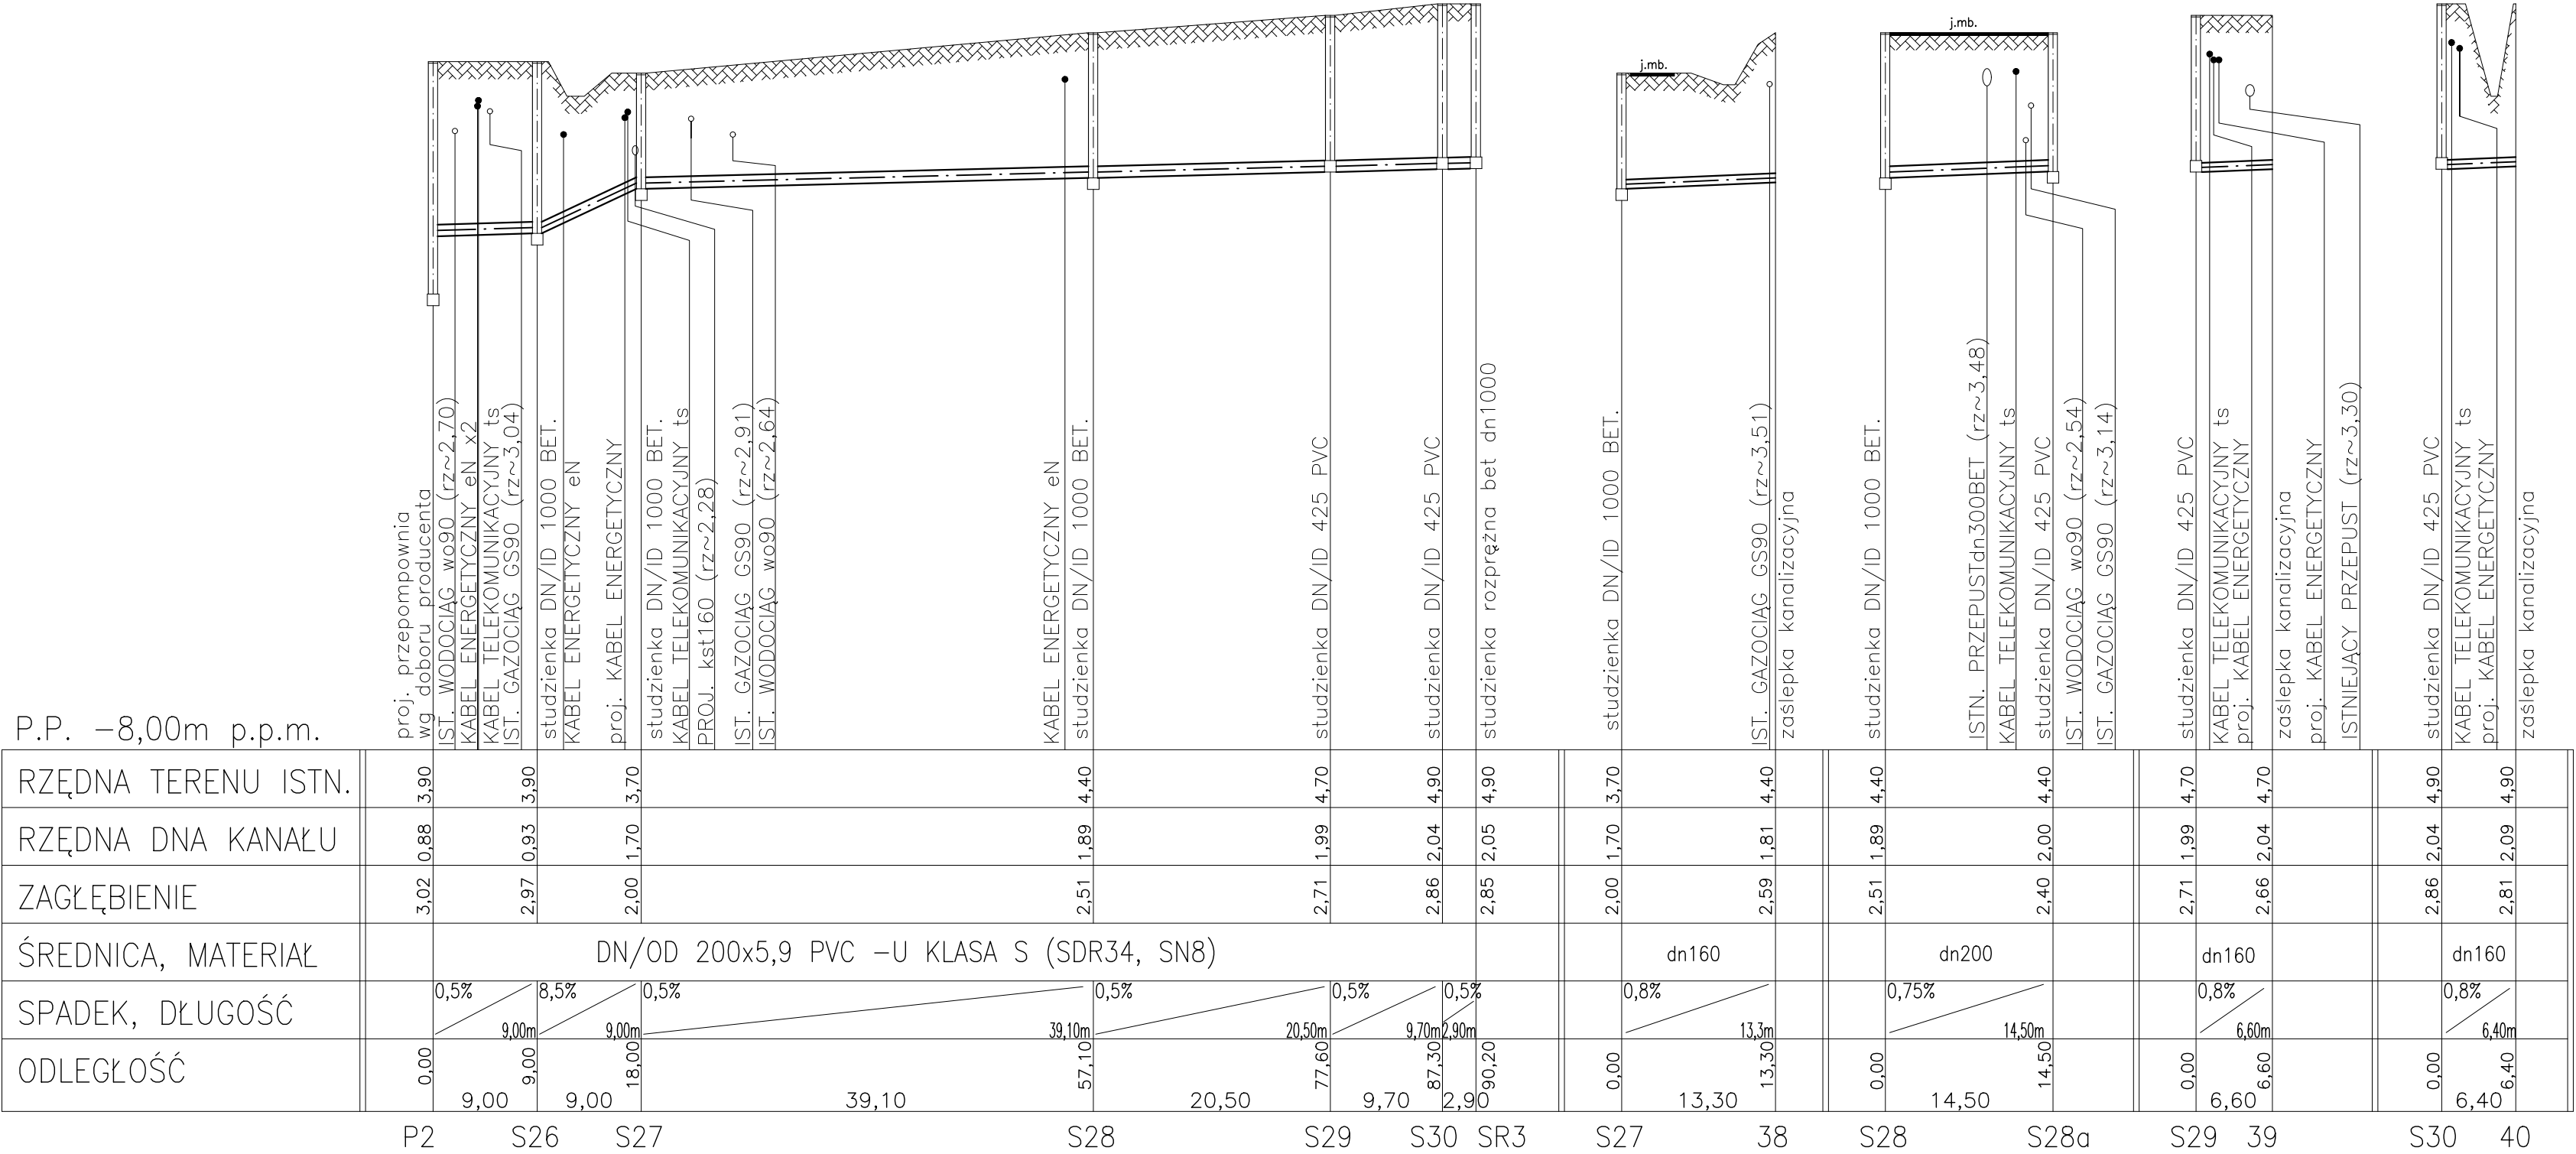 j.mb.
j.mb.
j.mb.
proj. przepompownia
wg doboru producenta
IST. WODOCIĄG wo90 (rz~2,70)
KABEL ENERGETYCZNY eN x2
KABEL TELEKOMUNIKACYJNY ts
IST. GAZOCIĄG GS90 (rz~3,04)
studzienka DN/ID 1000 BET.
KABEL ENERGETYCZNY eN
proj. KABEL ENERGETYCZNY
studzienka DN/ID 1000 BET.
KABEL TELEKOMUNIKACYJNY ts
PROJ. kst160 (rz~2,28)
IST. GAZOCIĄG GS90 (rz~2,91)
IST. WODOCIĄG wo90 (rz~2,64)
KABEL ENERGETYCZNY eN
studzienka DN/ID 1000 BET.
studzienka DN/ID 425 PVC
studzienka DN/ID 425 PVC
studzienka rozprężna bet dn1000
studzienka DN/ID 1000 BET.
IST. GAZOCIĄG GS90 (rz~3,51)
zaślepka kanalizacyjna
studzienka DN/ID 1000 BET.
ISTN. PRZEPUSTdn300BET (rz~3,48)
KABEL TELEKOMUNIKACYJNY ts
studzienka DN/ID 425 PVC
IST. WODOCIĄG wo90 (rz~2,54)
IST. GAZOCIĄG GS90 (rz~3,14)
studzienka DN/ID 425 PVC
KABEL TELEKOMUNIKACYJNY ts
proj. KABEL ENERGETYCZNY
zaślepka kanalizacyjna
proj. KABEL ENERGETYCZNY
ISTNIEJĄCY PRZEPUST (rz~3,30)
studzienka DN/ID 425 PVC
KABEL TELEKOMUNIKACYJNY ts
proj. KABEL ENERGETYCZNY
zaślepka kanalizacyjna
P.P. −8,00m p.p.m.
RZĘDNA TERENU ISTN. 3,90 3,90 3,70 4,40 4,70 4,90 4,90 3,70 4,40 4,40 4,40 4,70 4,70 4,90 4,90
RZĘDNA DNA KANAŁU 0,88 0,93 1,70 1,89 1,99 2,04 2,05 1,70 1,81 1,89 2,00 1,99 2,04 2,04 2,09
ZAGŁĘBIENIE 3,02 2,97 2,00 2,51 2,71 2,86 2,85 2,00 2,59 2,51 2,40 2,71 2,66 2,86 2,81
ŚREDNICA, MATERIAŁ DN/OD 200x5,9 PVC −U KLASA S (SDR34, SN8) dn160 dn200 dn160 dn160
SPADEK, DŁUGOŚĆ
0,5% 8,5% 0,5% 0,5% 0,5% 0,5% 0,8% 0,75% 0,8% 0,8%
9,00m 9,00m 39,10m 20,50m 9,70m 2,90m 13,3m 14,50m 6,60m 6,40m
ODLEGŁOŚĆ
0,00 9,00 18,00 57,10 77,60 87,30 90,20 0,00 13,30 0,00 14,50 0,00 6,60 0,00 6,40
9,00 9,00 39,10 20,50 9,70 2,90 13,30 14,50 6,60 6,40
P2 S26 S27 S28 S29 S30 SR3 S27 38 S28 S28a S29 39 S30 40